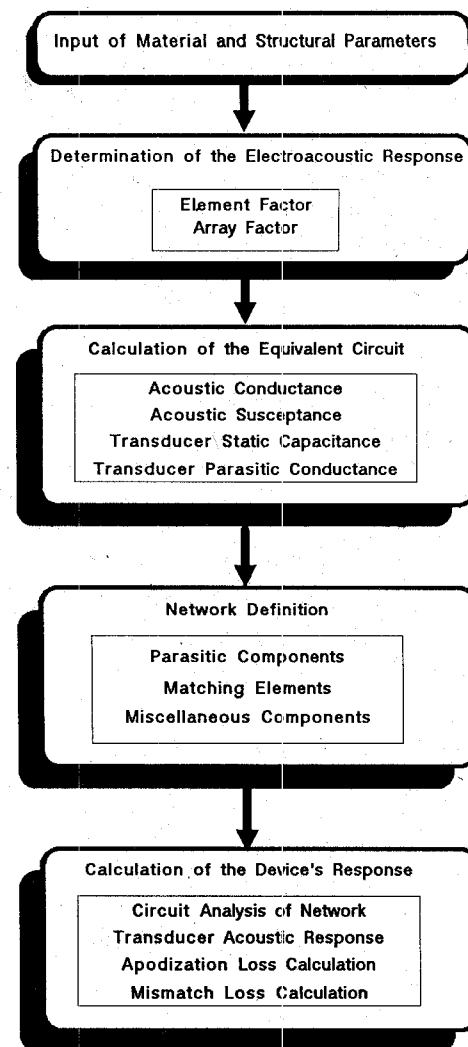 Input of Material and Structural Parameters
Determination of the Electroacoustic Response
Element Factor
Array Factor
Calculation of the Equivalent Circuit
Acoustic Conductance
Acoustic Susceptance
Transducer Static Capacitance
Transducer Parasitic Conductance
Network Definition
Parasitic Components
Matching Elements
Miscellaneous Components
Calculation of the Device's Response
Circuit Analysis of Network
Transducer Acoustic Response
Apodization Loss Calculation
Mismatch Loss Calculation